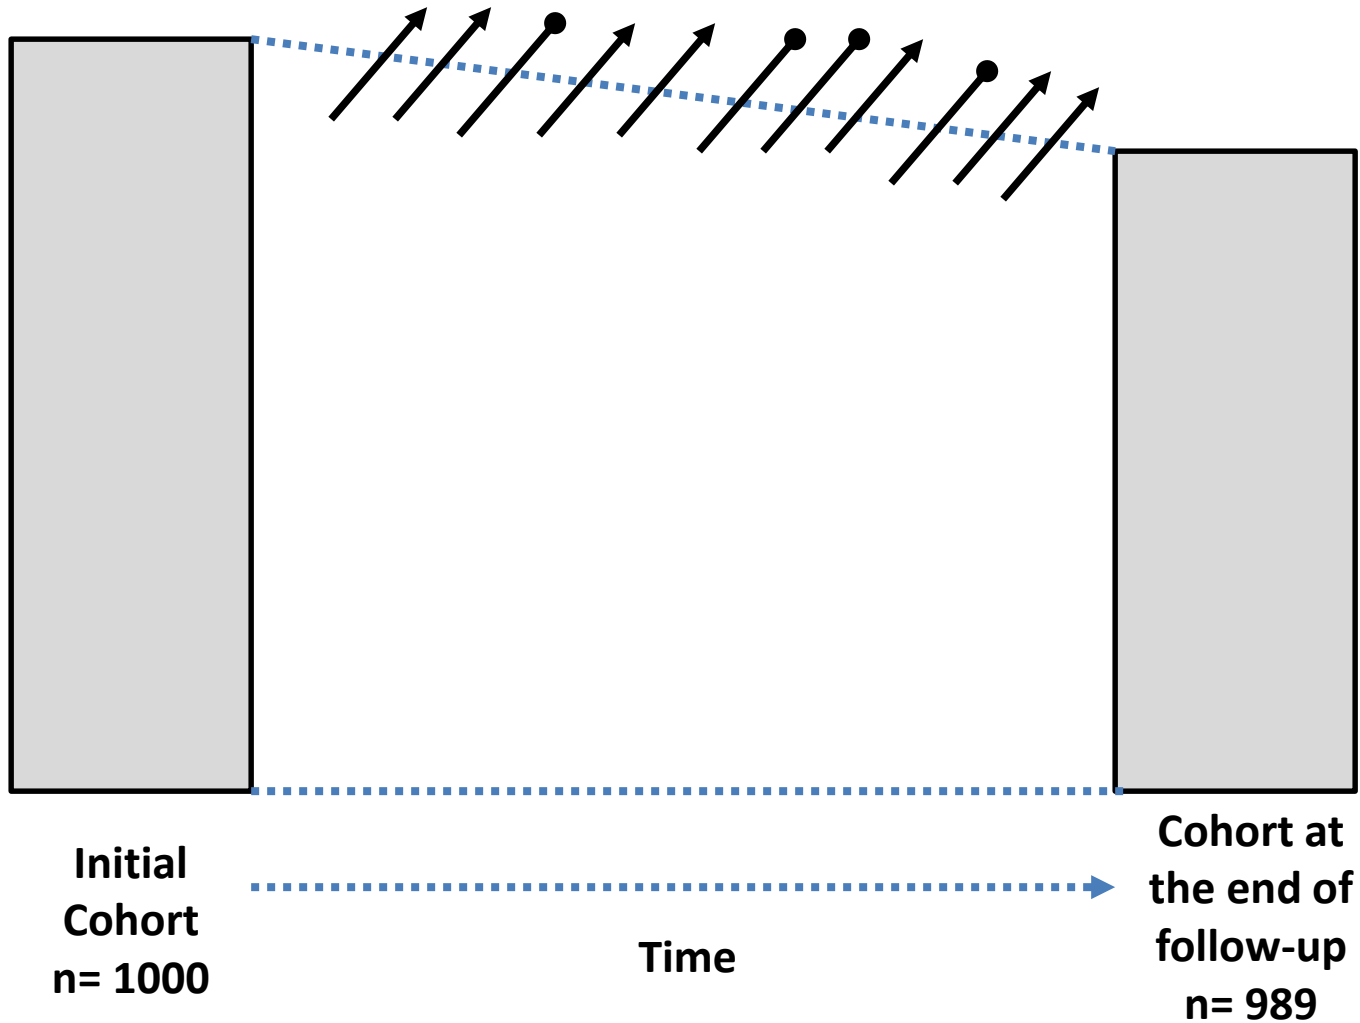 Initial
Cohort
n= 1000
Time
Cohort at
the end of
follow-up
n= 989